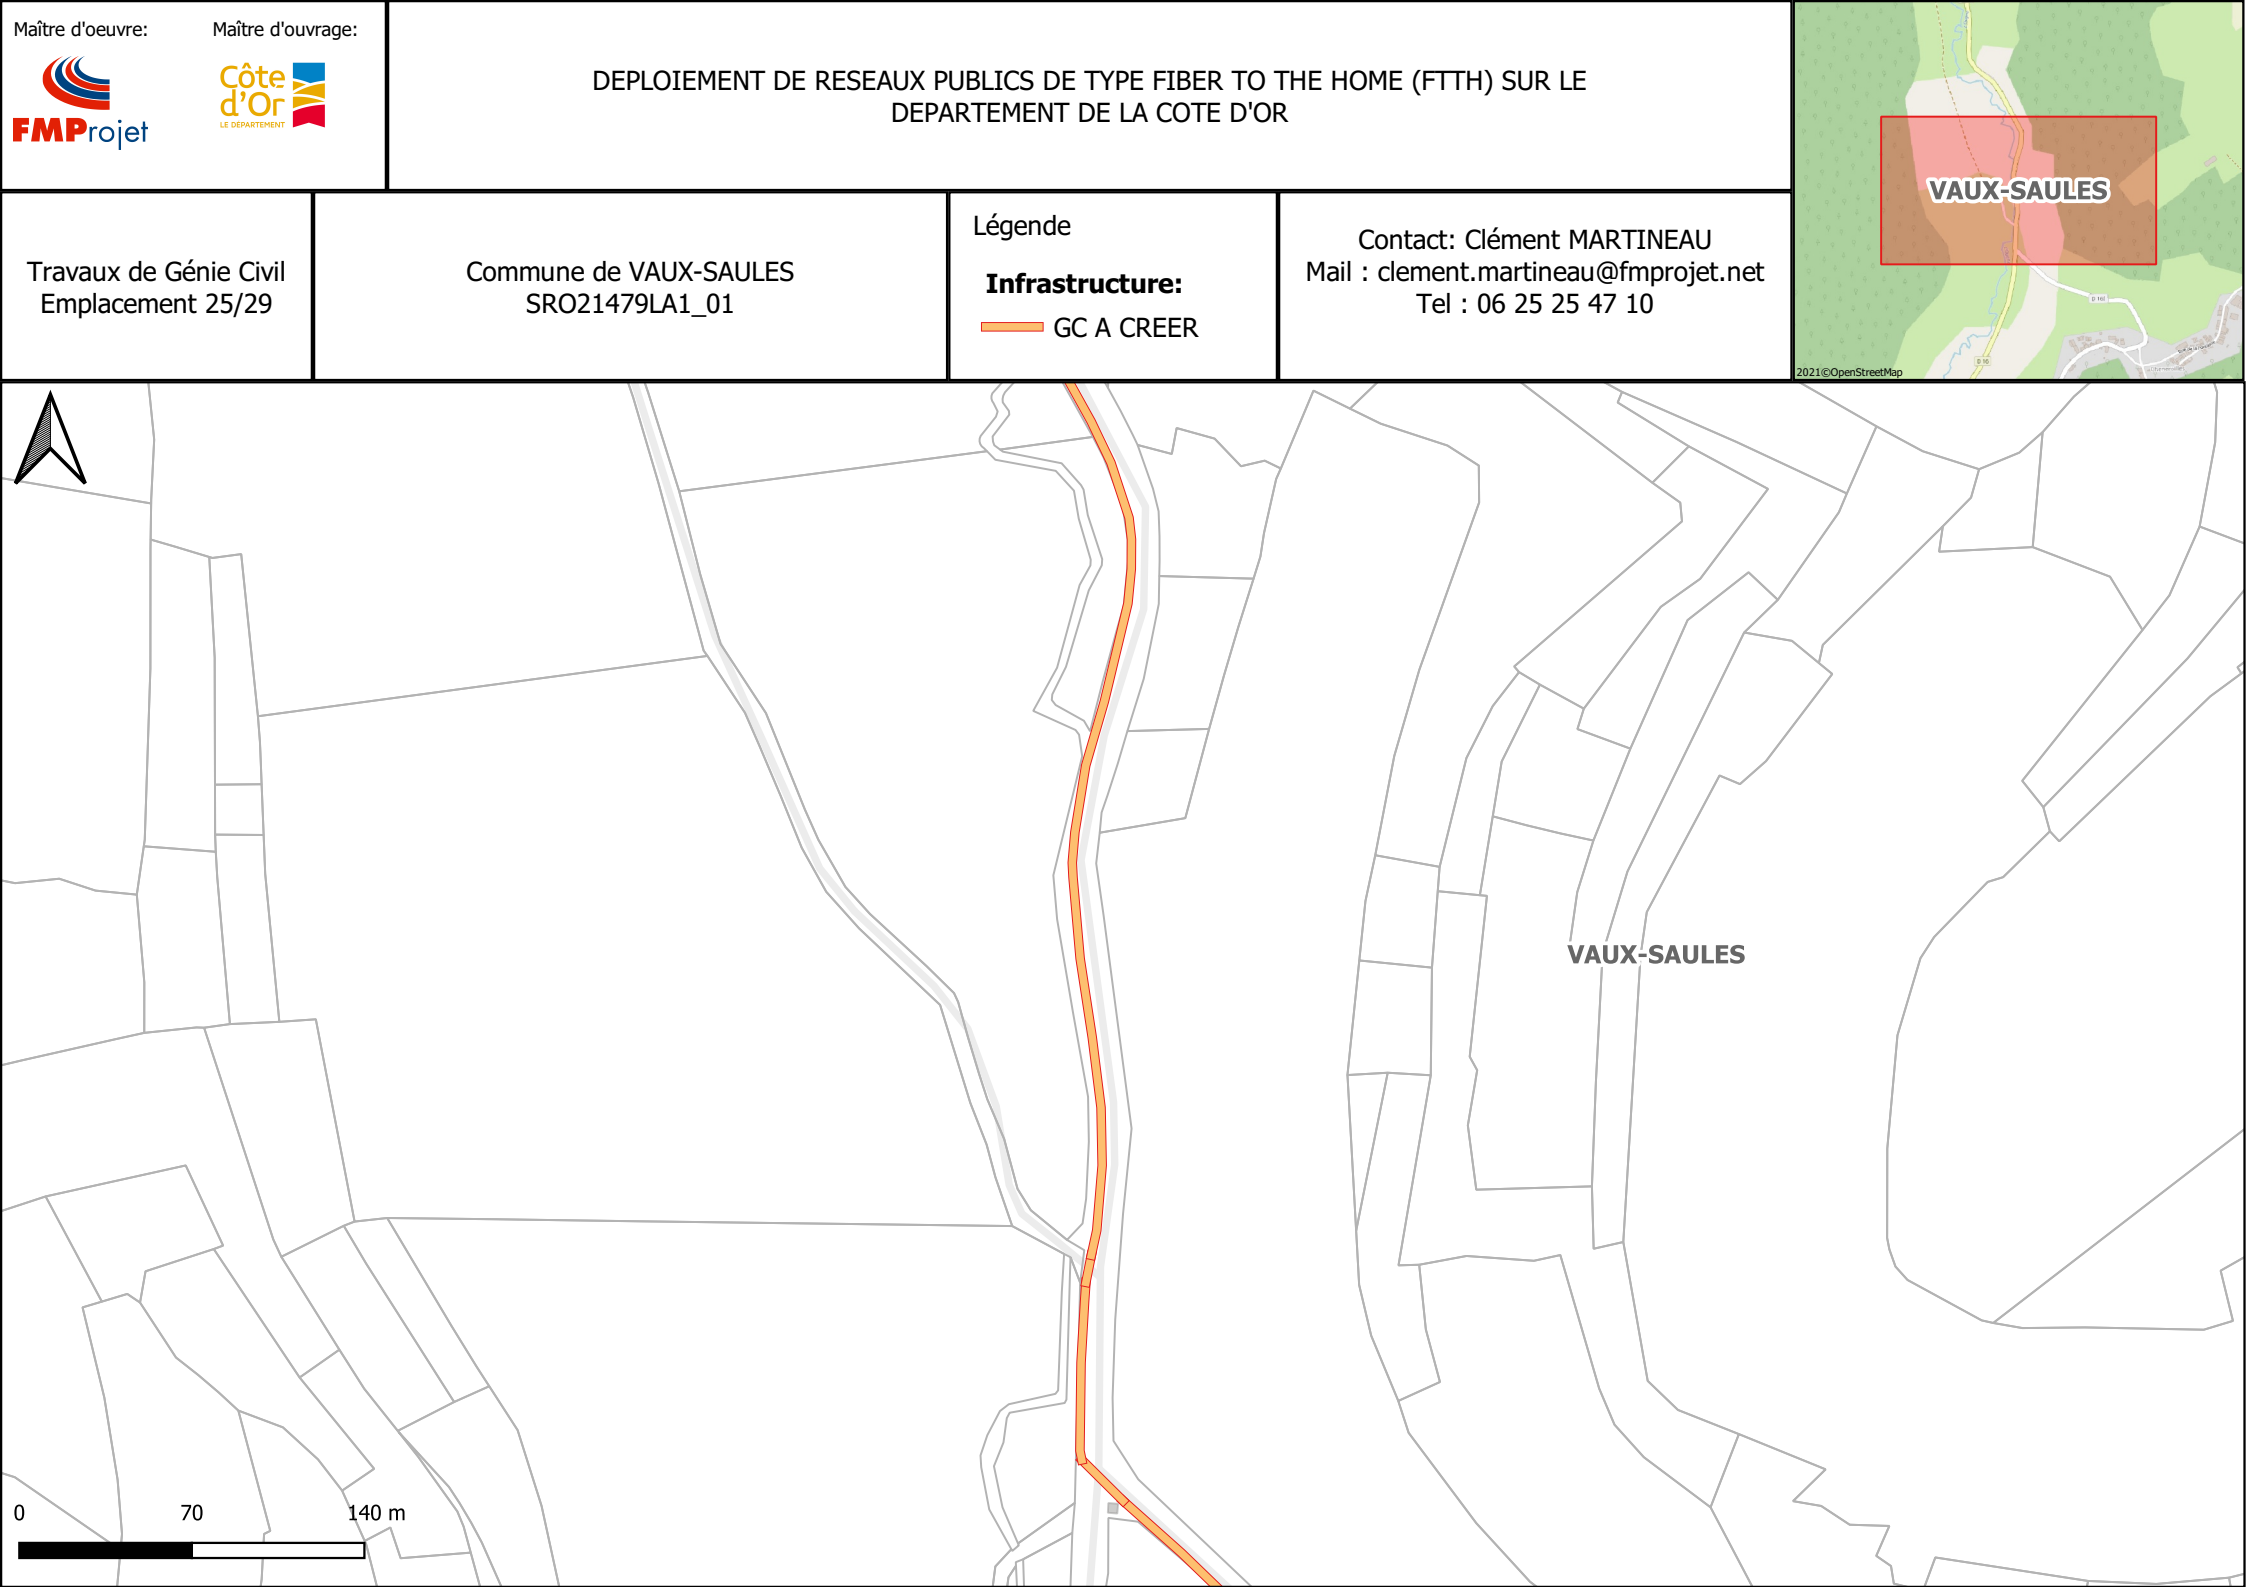 Maître d'oeuvre:
Maître d'ouvrage:
FMProjet
Côte
d'Or
LE DÉPARTEMENT
DEPLOIEMENT DE RESEAUX PUBLICS DE TYPE FIBER TO THE HOME (FTTH) SUR LE
DEPARTEMENT DE LA COTE D'OR
Travaux de Génie Civil
Emplacement 25/29
Commune de VAUX-SAULES
SRO21479LA1_01
Légende
Infrastructure:
GC A CREER
Contact: Clément MARTINEAU
Mail : clement.martineau@fmprojet.net
Tel : 06 25 25 47 10
VAUX-SAULES
D 16
2021©OpenStreetMap
VAUX-SAULES
0 70 140 m